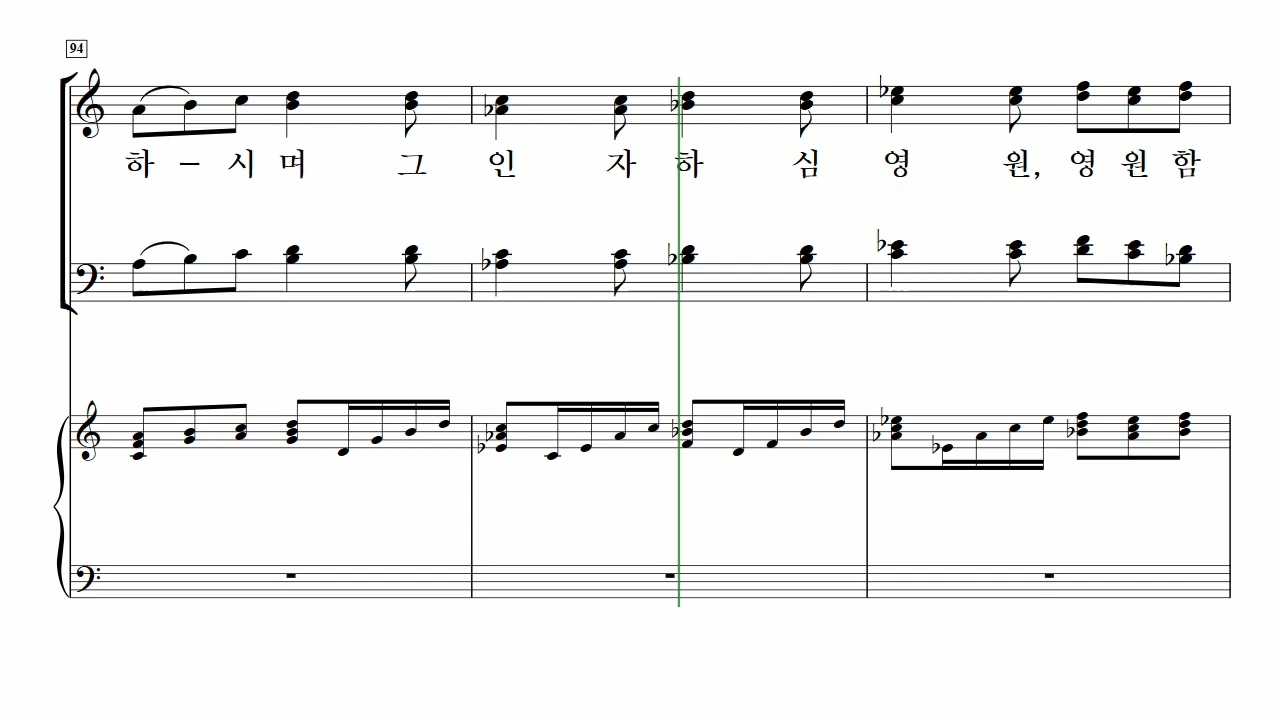 94
하 – 시 며 그 인 자 하 심 영 원, 영 원 함